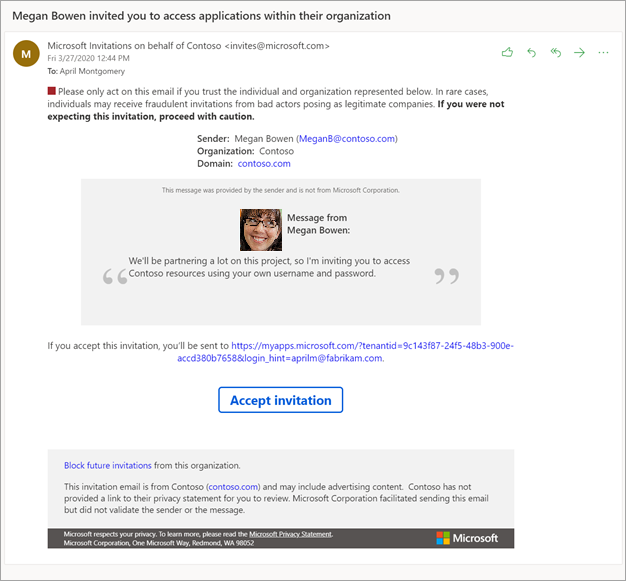 Megan Bowen invited you to access applications within their organization
M
Microsoft Invitations on behalf of Contoso <invites@microsoft.com>
Fri 3/27/2020 12:44 PM
To: April Montgomery
Please only act on this email if you trust the individual and organization represented below. In rare cases,
individuals may receive fraudulent invitations from bad actors posing as legitimate companies. If you were not
expecting this invitation, proceed with caution.
Sender: Megan Bowen (MeganB@contoso.com)
Organization: Contoso
Domain: contoso.com
This message was provided by the sender and is not from Microsoft Corporation.
Message from
Megan Bowen:
We'll be partnering a lot on this project, so I'm inviting you to access
“ Contoso resources using your own username and password. ”
If you accept this invitation, you'll be sent to https://myapps.microsoft.com/?tenantid=9c143f87-24f5-48b3-900e-
accd380b7658&login_hint=aprilm@fabrikam.com.
Accept invitation
Block future invitations from this organization.
This invitation email is from Contoso (contoso.com) and may include advertising content. Contoso has not
provided a link to their privacy statement for you to review. Microsoft Corporation facilitated sending this email
but did not validate the sender or the message.
Microsoft respects your privacy. To learn more, please read the Microsoft Privacy Statement.
Microsoft Corporation, One Microsoft Way, Redmond, WA 98052
Microsoft